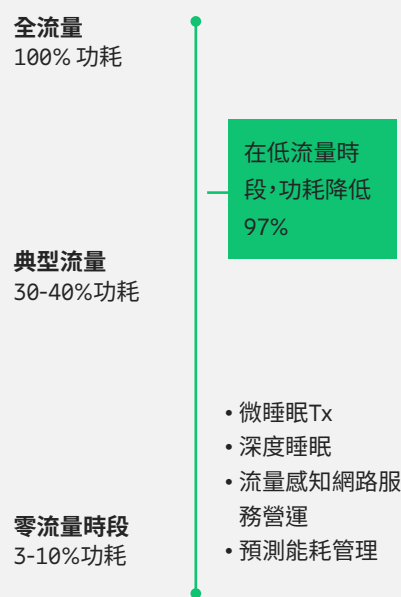 全流量
100% 功耗
在低流量時
段,功耗降低
97%
典型流量
30-40%功耗
• 微睡眠Tx
• 深度睡眠
• 流量感知網路服
務營運
• 預測能耗管理
零流量時段
3-10%功耗